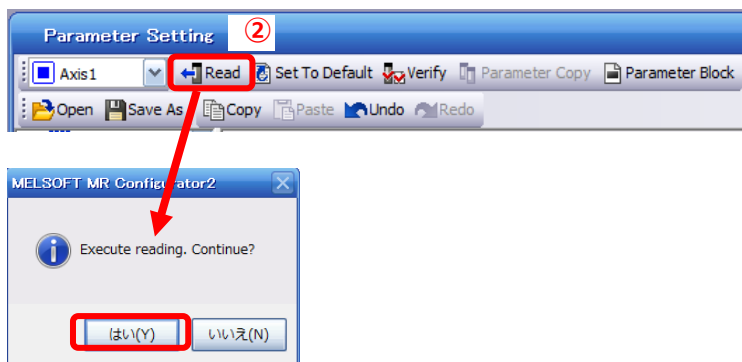 Parameter Setting ②
Axis1 Read Set To Default Verify Parameter Copy Parameter Block
Open Save As Copy Paste Undo Redo
MELSOFT MR Configurator2
Execute reading. Continue?
はい(Y) いいえ(N)